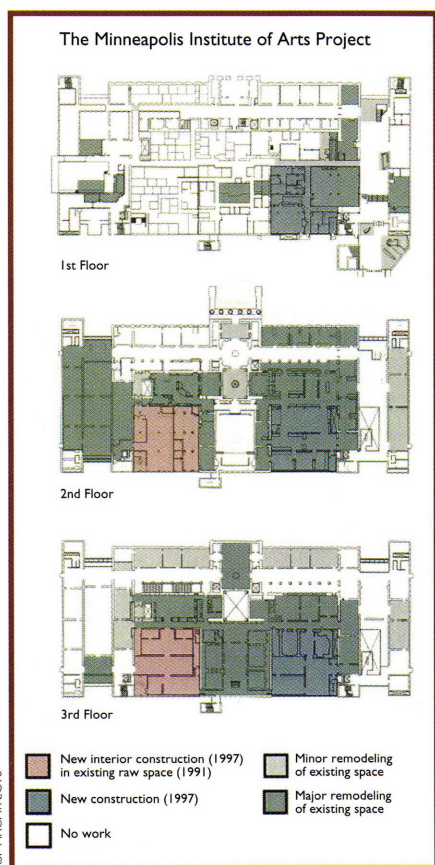 The Minneapolis Institute of Arts Project
1st Floor
2nd Floor
3rd Floor
New interior construction (1997)
in existing raw space (1991)
New construction (1997)
No work
Minor remodeling
of existing space
Major remodeling
of existing space